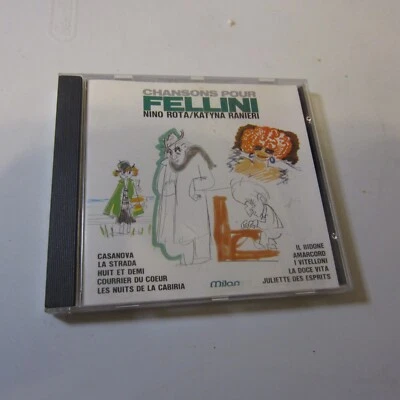 CHANSONS POUR
FELLINI
NINO ROTA/KATYNA RANIERI
CASANOVA
LA STRADA
HUIT ET DEMI
COURRIER DU COEUR
LES NUITS DE LA CABIRIA
IL BIDONE
AMARCORD
I VITELLONI
LA DOCE VITA
JULIETTE DES ESPRITS
Milan